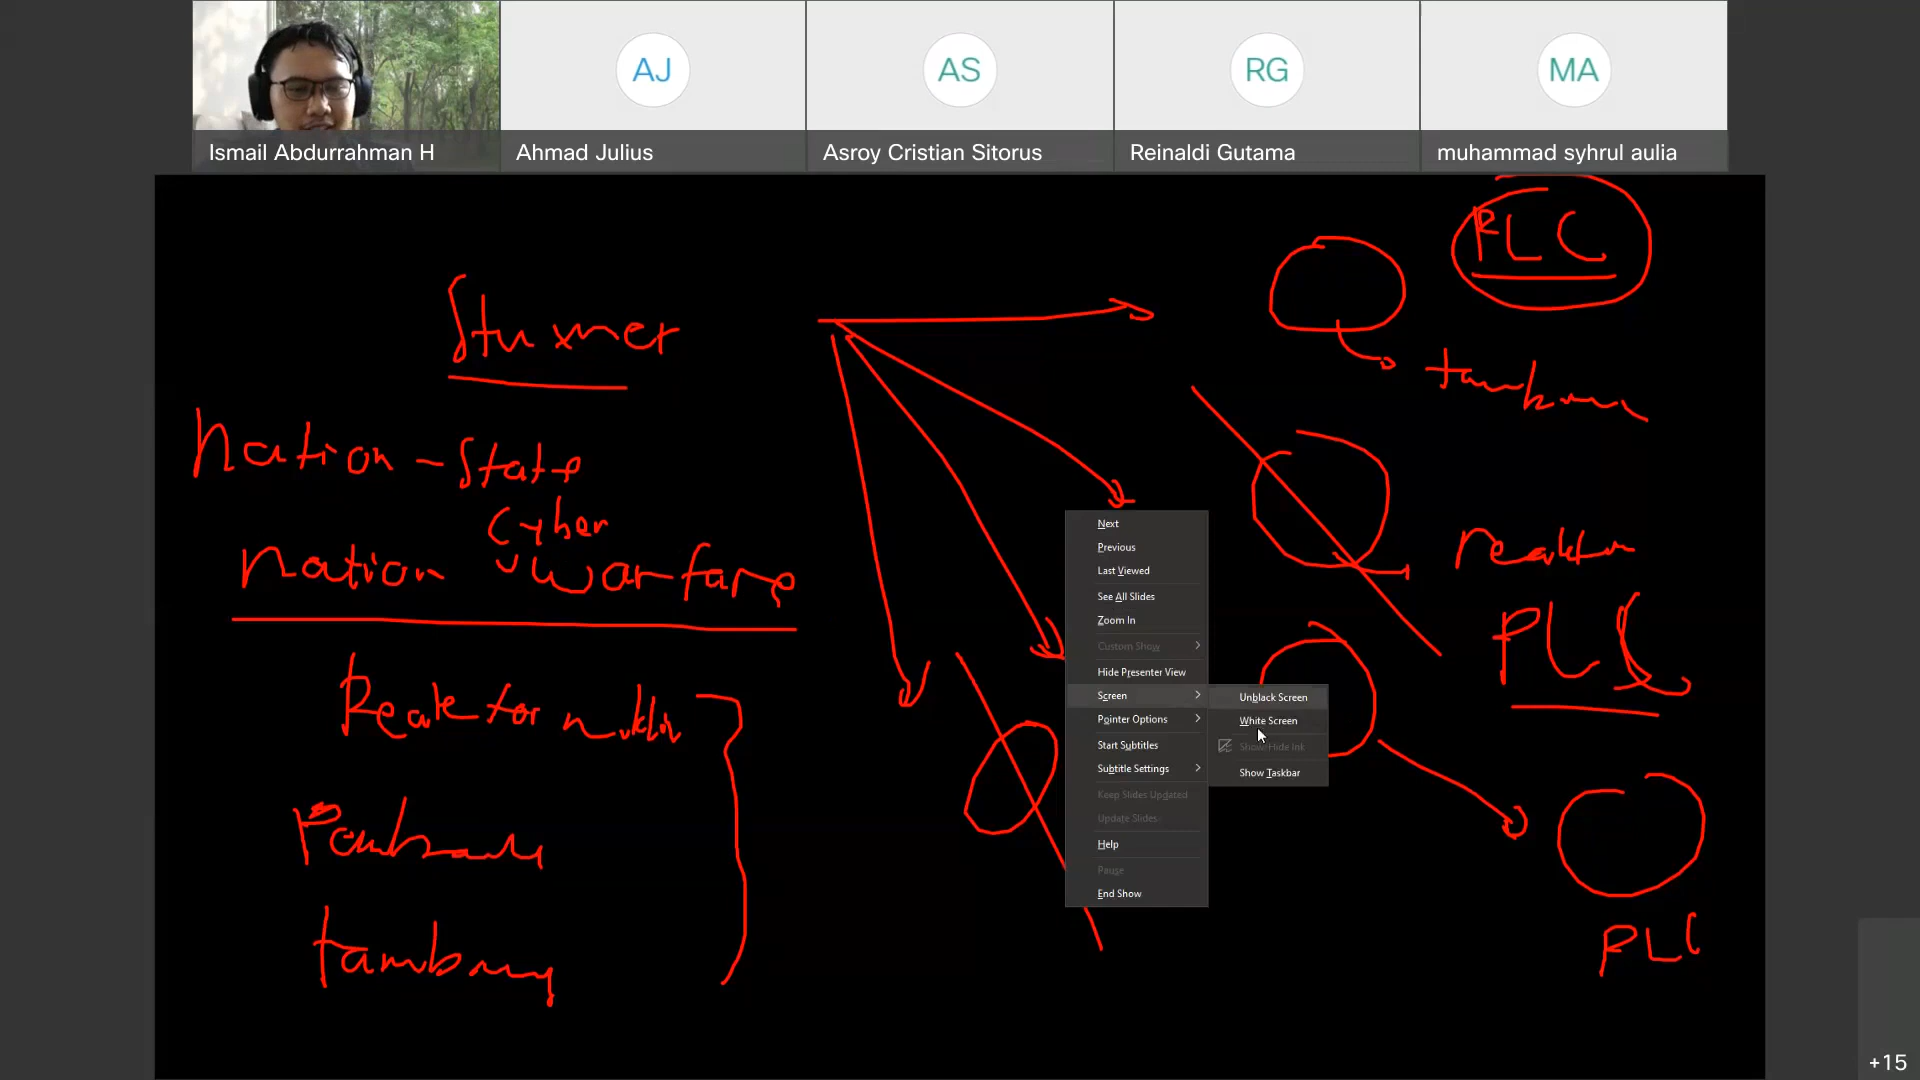 AJ
AS
RG
MA
Ismail Abdurrahman H
Ahmad Julius
Asroy Cristian Sitorus
Reinaldi Gutama
muhammad syhrul aulia
PLC
Stuxner
Nation - State
Cyber
nation warfare
Reaktor nuklir
tambang
PLC
PLC
Next
Previous
Last Viewed
See All Slides
Zoom In
Custom Show
Hide Presenter View
Screen
Pointer Options
Start Subtitles
Subtitle Settings
Keep Slides Updated
Update Slides
Help
Pause
End Show
Unblack Screen
White Screen
Show/Hide Ink
Show Taskbar
+15